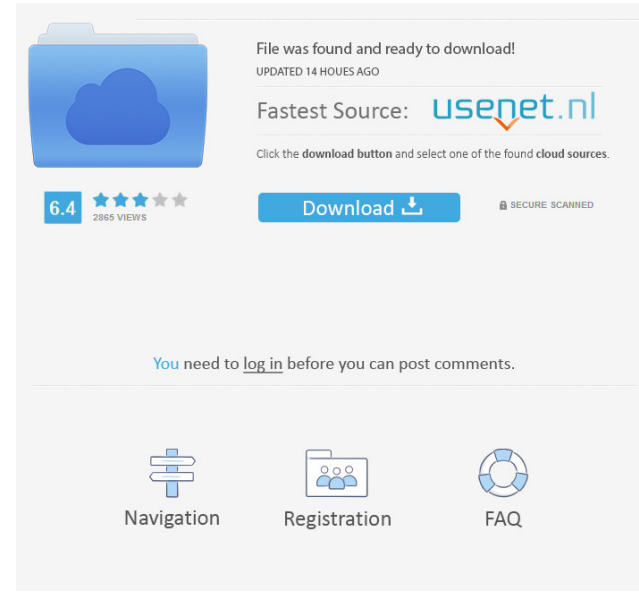 File was found and ready to download!
UPDATED 14 HOUES AGO
Fastest Source: usenet.nl
Click the download button and select one of the found cloud sources.
6.4
2865 VIEWS
Download
SECURE SCANNED
You need to log in before you can post comments.
Navigation
Registration
FAQ